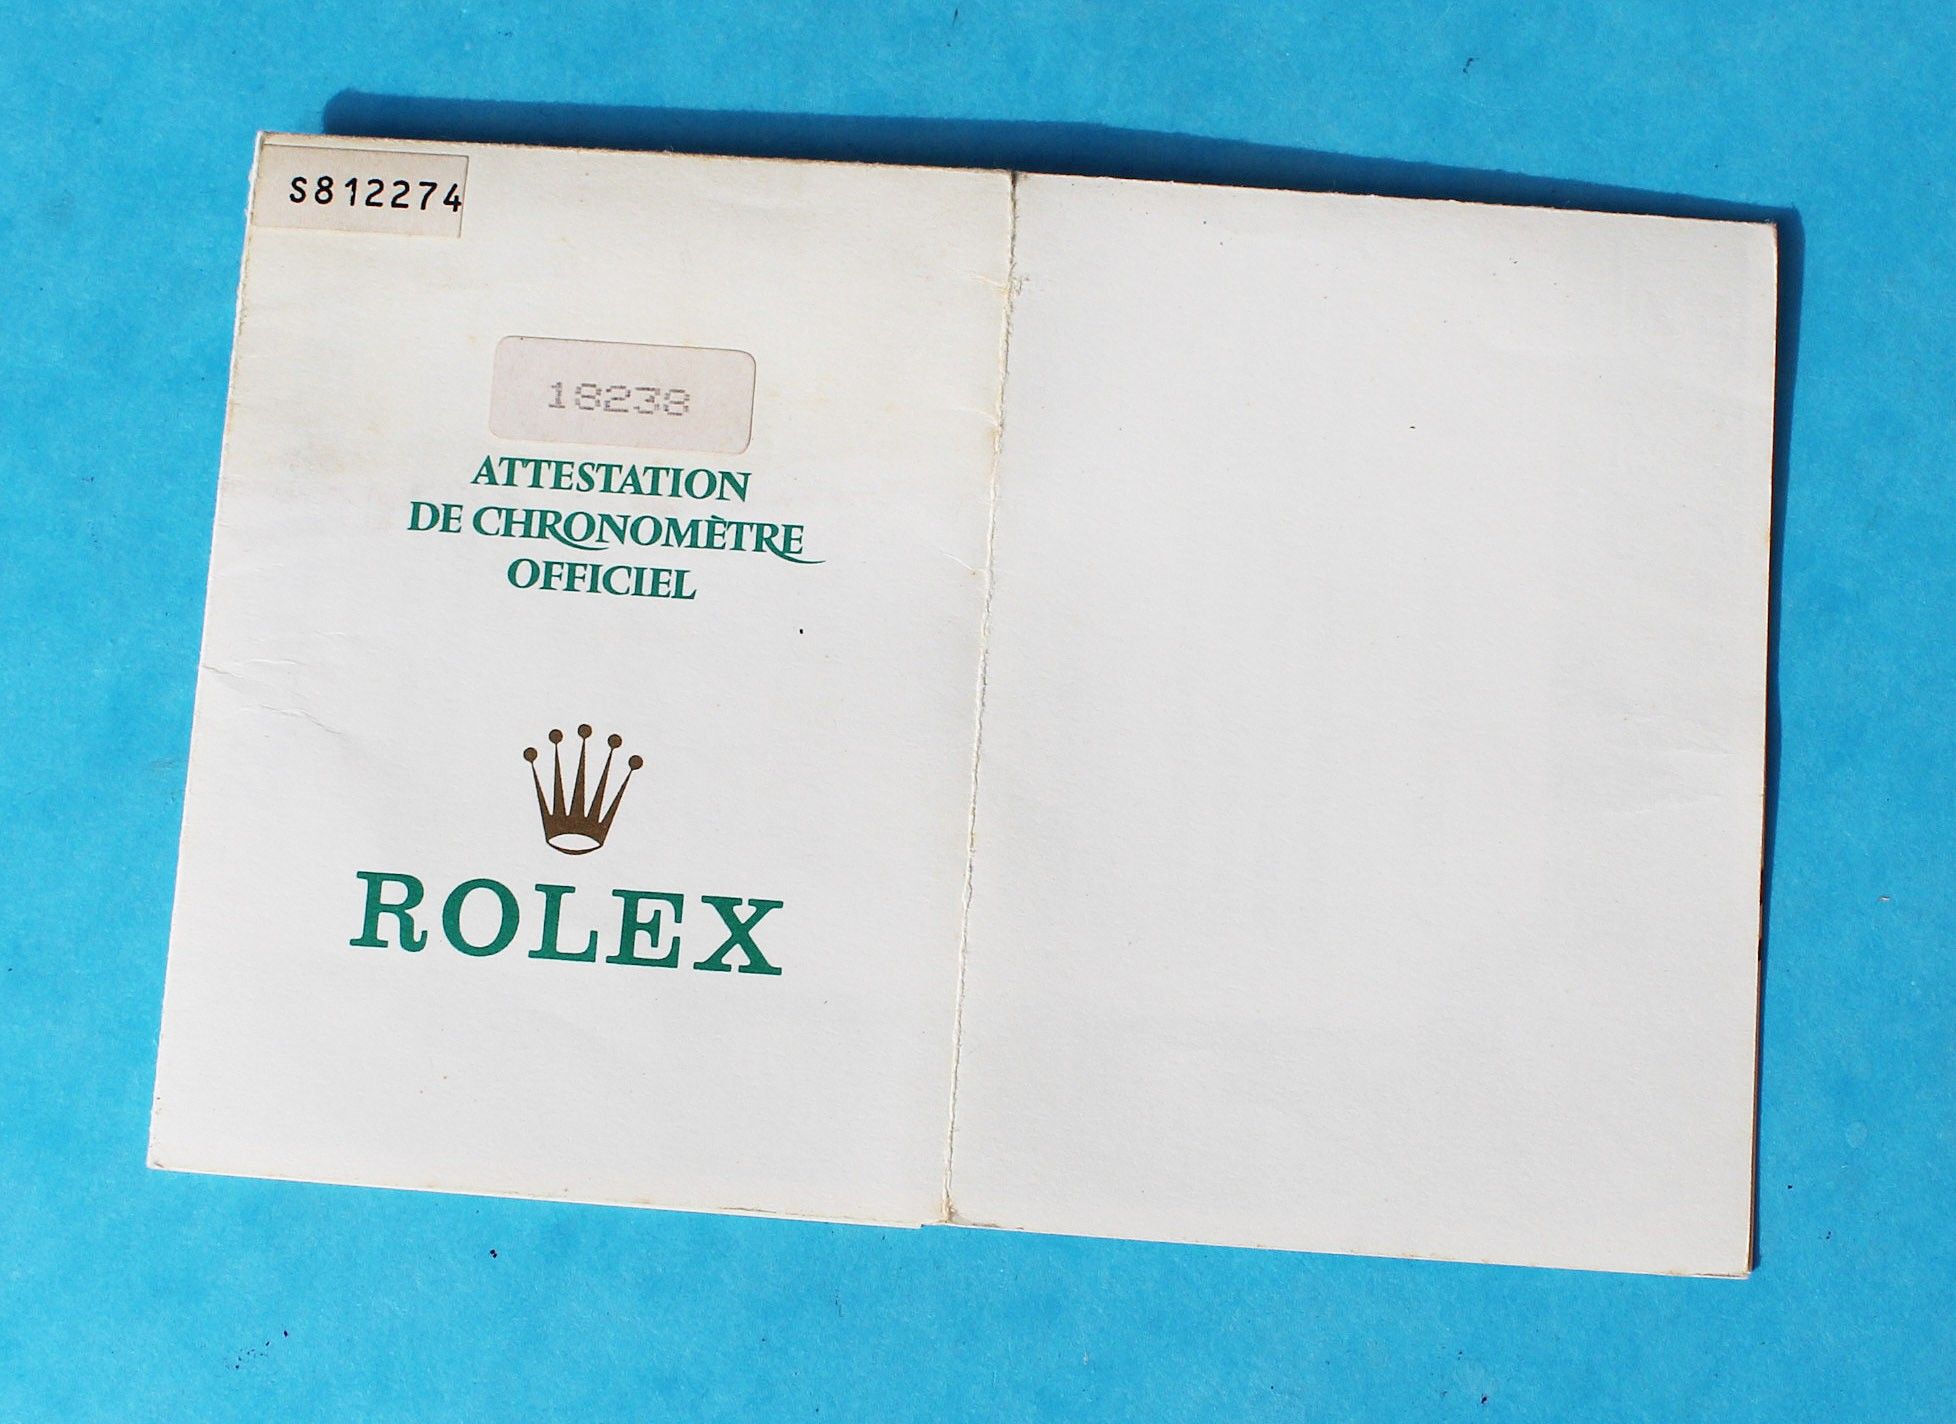 S812274
18238
ATTESTATION
DE CHRONOMÈTRE
OFFICIEL
ROLEX